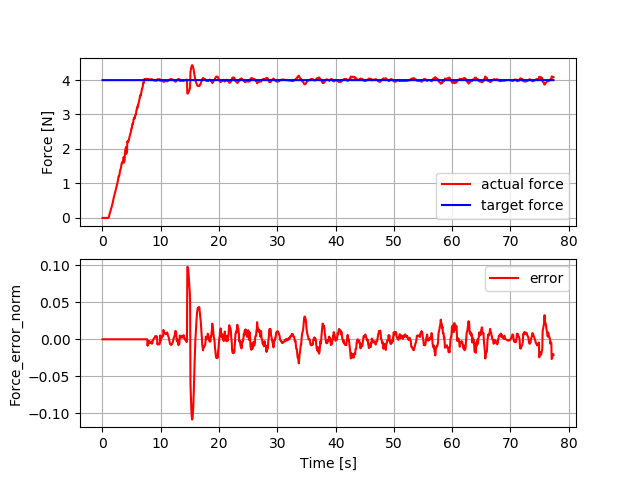 Force [N]
4
3
2
1
0
actual force
target force
0 10 20 30 40 50 60 70 80
Force_error_norm
0.10
0.05
0.00
−0.05
−0.10
error
0 10 20 30 40 50 60 70 80
Time [s]